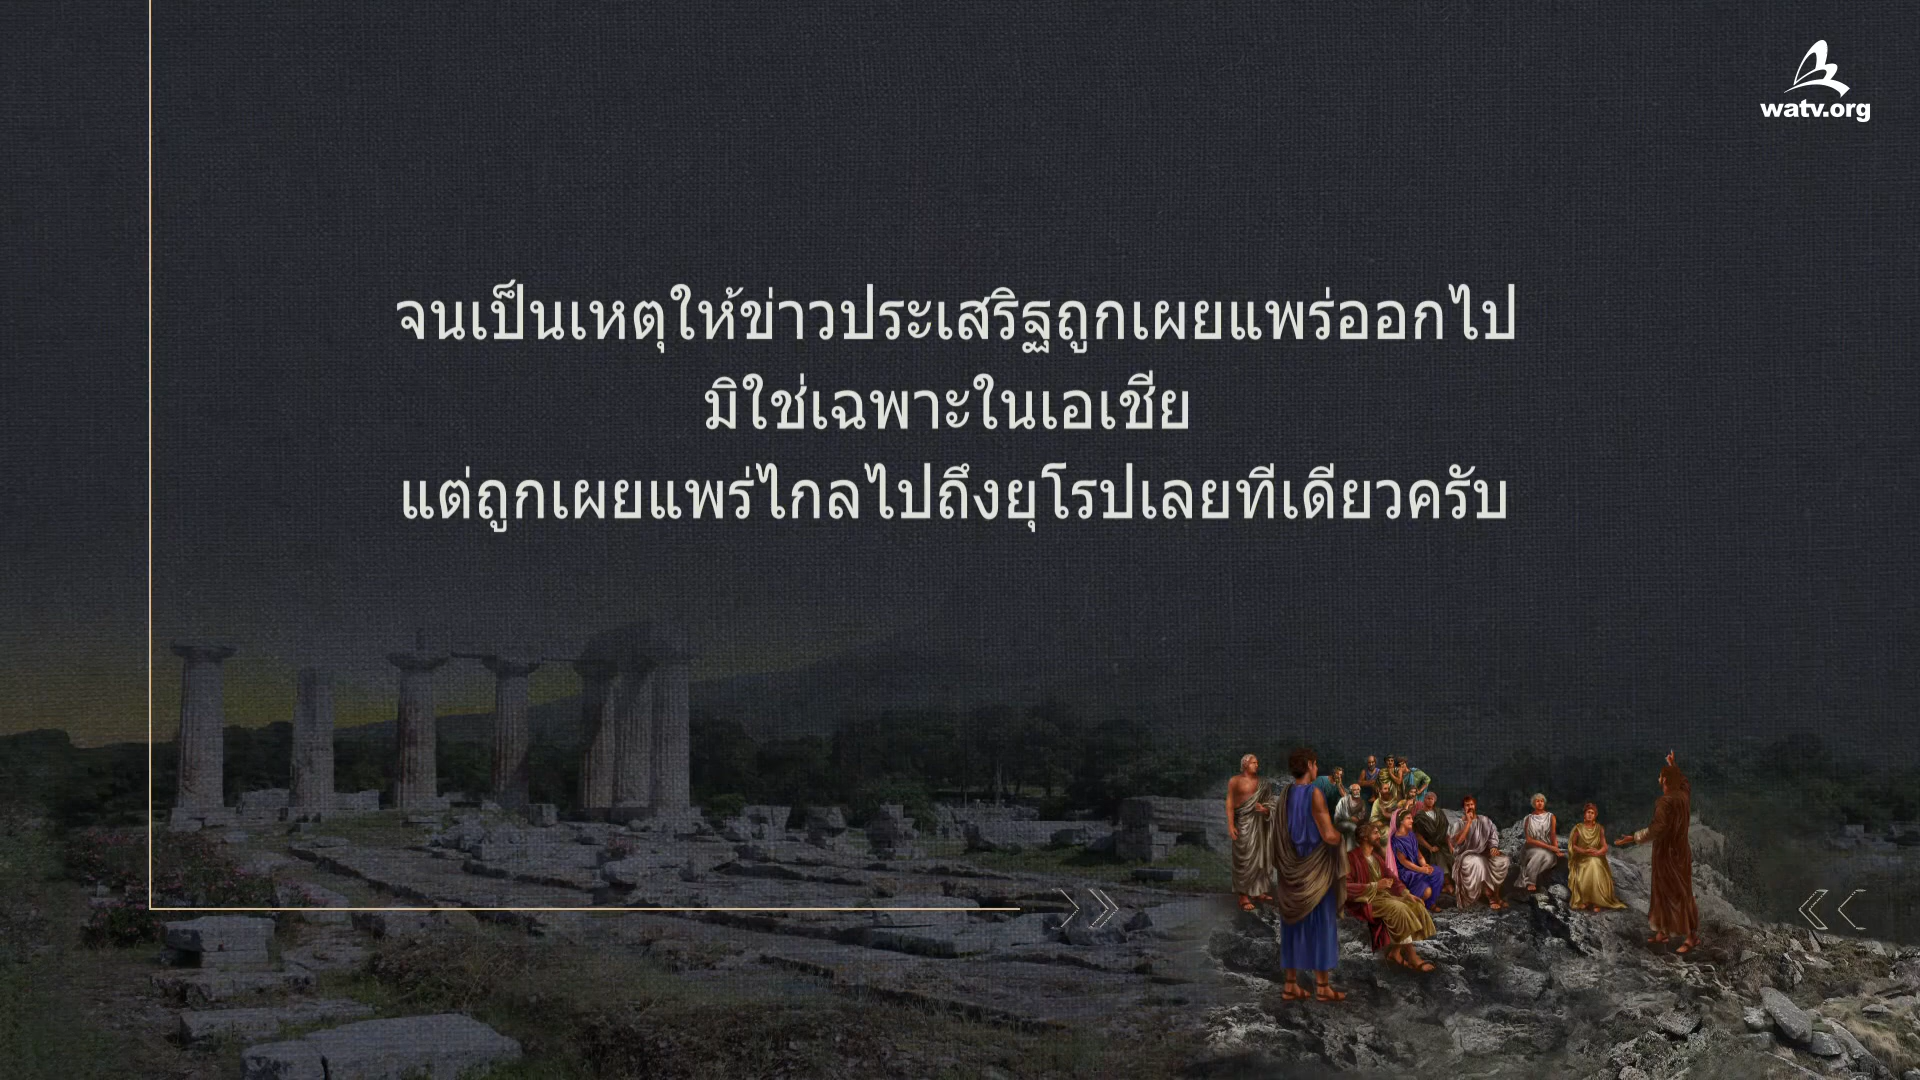 watv.org
จนเป็นเหตุให้ข่าวประเสริฐถูกเผยแพร่ออกไป
มิใช่เฉพาะในเอเชีย
แต่ถูกเผยแพร่ไกลไปถึงยุโรปเลยทีเดียวครับ